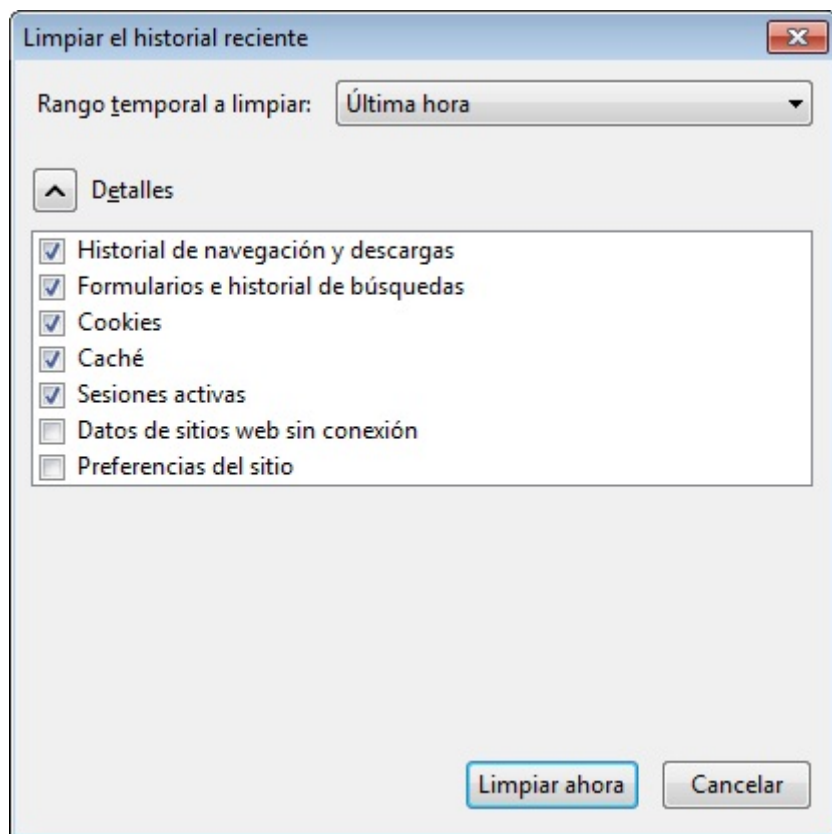 Limpiar el historial reciente
Rango temporal a limpiar: Última hora
Detalles
Historial de navegación y descargas
Formularios e historial de búsquedas
Cookies
Caché
Sesiones activas
Datos de sitios web sin conexión
Preferencias del sitio
Limpiar ahora Cancelar